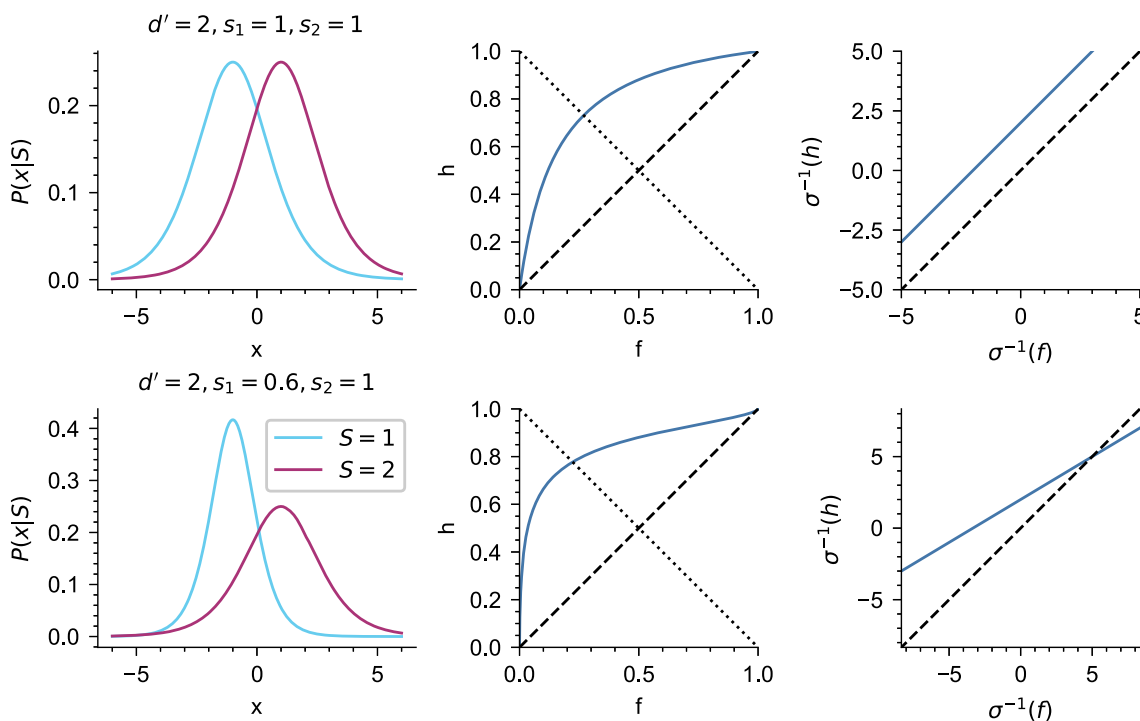 d′ = 2, s₁ = 1, s₂ = 1
P(x|S)
0.2
0.1
0.0
−5
0
5
x
h
1.0
0.8
0.6
0.4
0.2
0.0
0.0
0.5
1.0
f
σ⁻¹(h)
5.0
2.5
0.0
−2.5
−5.0
−5
0
5
σ⁻¹(f)
d′ = 2, s₁ = 0.6, s₂ = 1
P(x|S)
0.4
0.3
0.2
0.1
0.0
S = 1
S = 2
−5
0
5
x
h
1.0
0.8
0.6
0.4
0.2
0.0
0.0
0.5
1.0
f
σ⁻¹(h)
5
0
−5
−5
0
5
σ⁻¹(f)